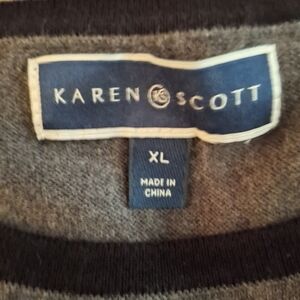 KAREN SCOTT
XL
MADE IN
CHINA